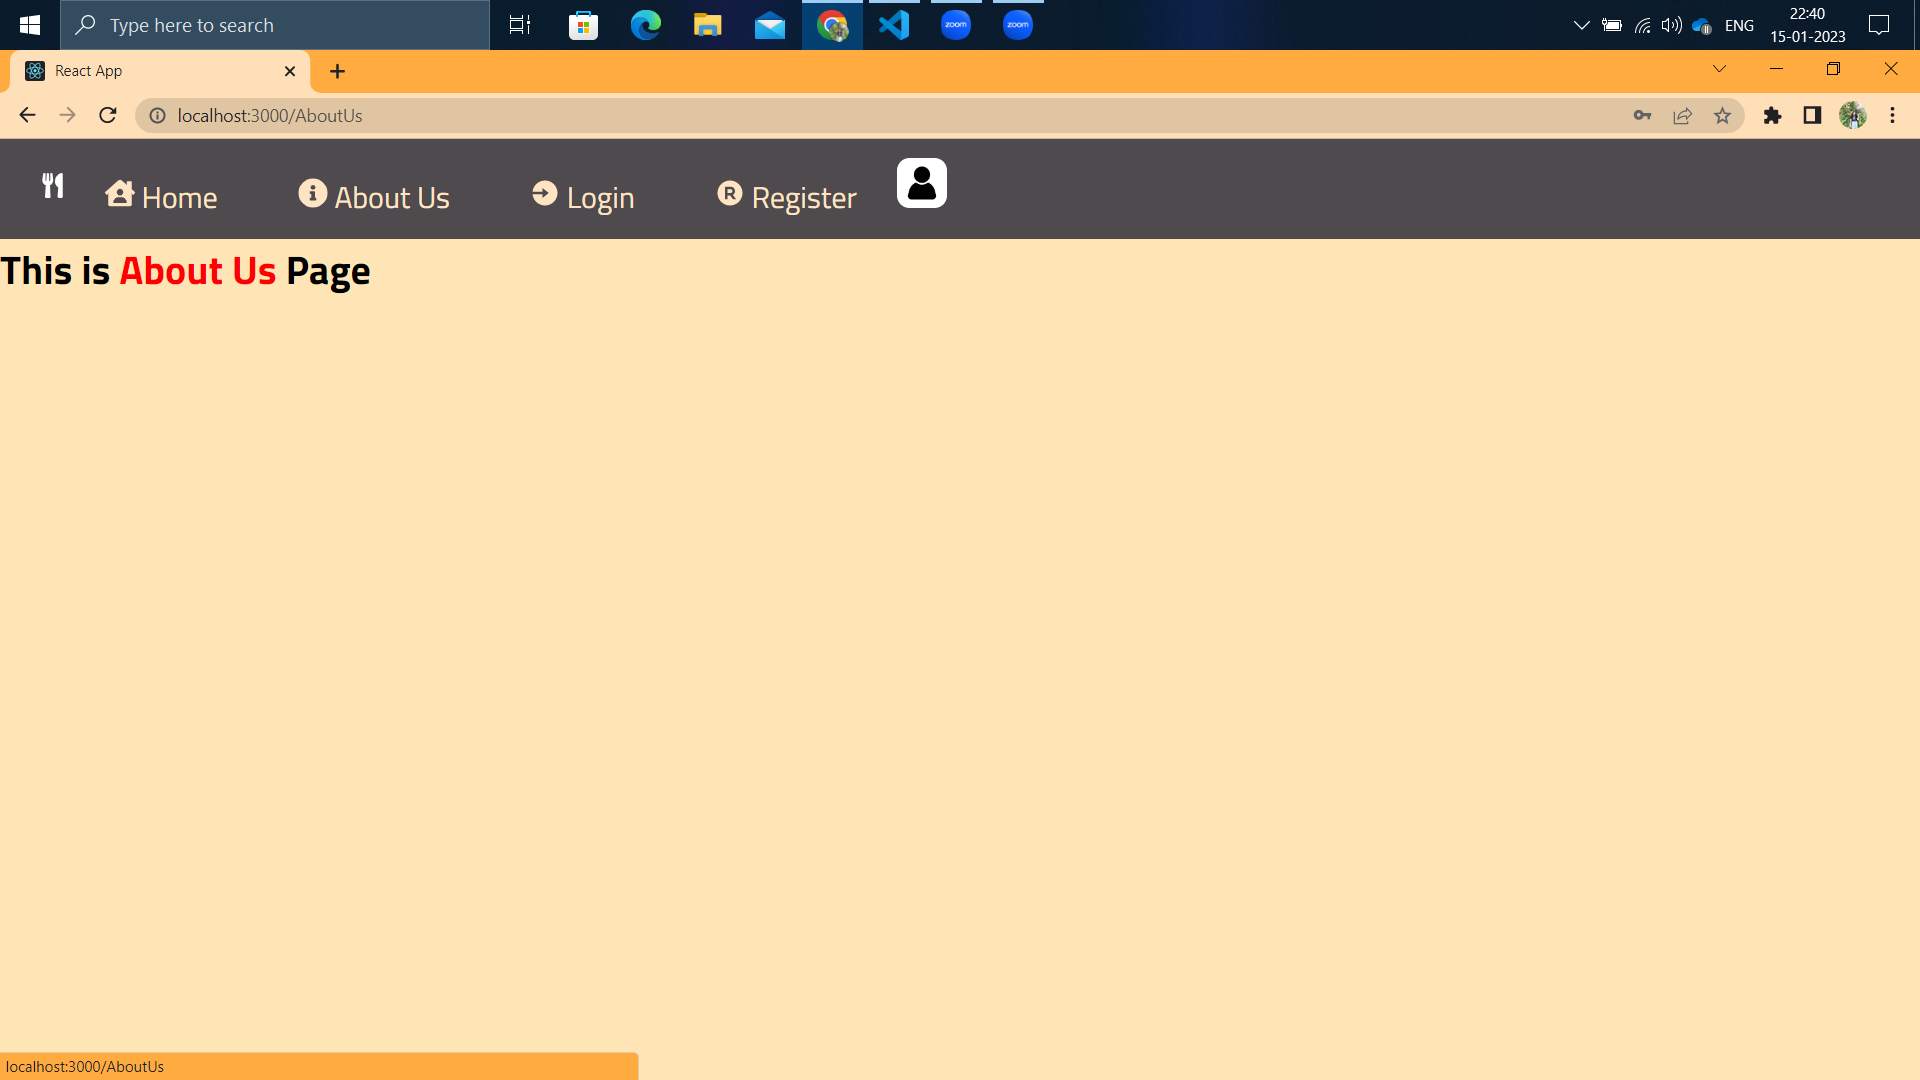 Type here to search
zoom
zoom
ENG
22:40
15-01-2023
React App
localhost:3000/AboutUs
Home
About Us
Login
R
Register
This is About Us Page
localhost:3000/AboutUs